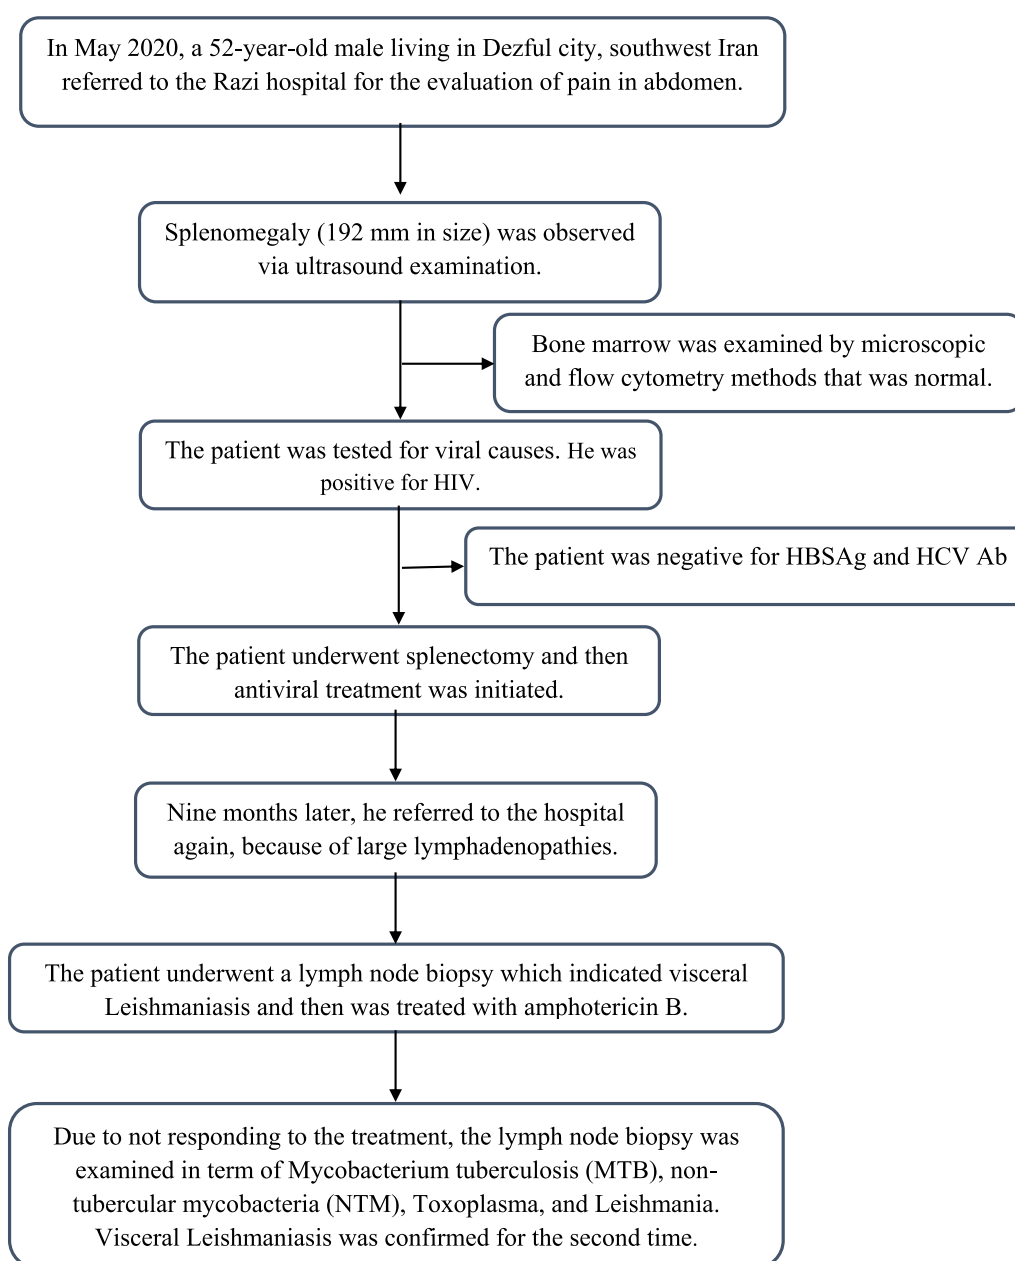 In May 2020, a 52-year-old male living in Dezful city, southwest Iran
referred to the Razi hospital for the evaluation of pain in abdomen.
Splenomegaly (192 mm in size) was observed
via ultrasound examination.
Bone marrow was examined by microscopic
and flow cytometry methods that was normal.
The patient was tested for viral causes. He was
positive for HIV.
The patient was negative for HBSAg and HCV Ab
The patient underwent splenectomy and then
antiviral treatment was initiated.
Nine months later, he referred to the hospital
again, because of large lymphadenopathies.
The patient underwent a lymph node biopsy which indicated visceral
Leishmaniasis and then was treated with amphotericin B.
Due to not responding to the treatment, the lymph node biopsy was
examined in term of Mycobacterium tuberculosis (MTB), non-
tubercular mycobacteria (NTM), Toxoplasma, and Leishmania.
Visceral Leishmaniasis was confirmed for the second time.